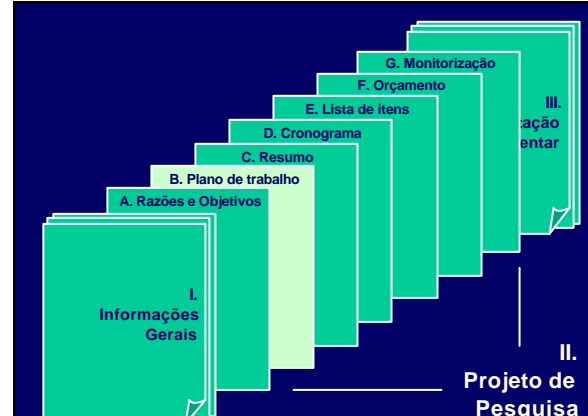 G. Monitorização
F. Orçamento
E. Lista de itens
D. Cronograma
C. Resumo
B. Plano de trabalho
A. Razões e Objetivos
I.
Informações
Gerais
III.
II.
Projeto de
Pesquisa